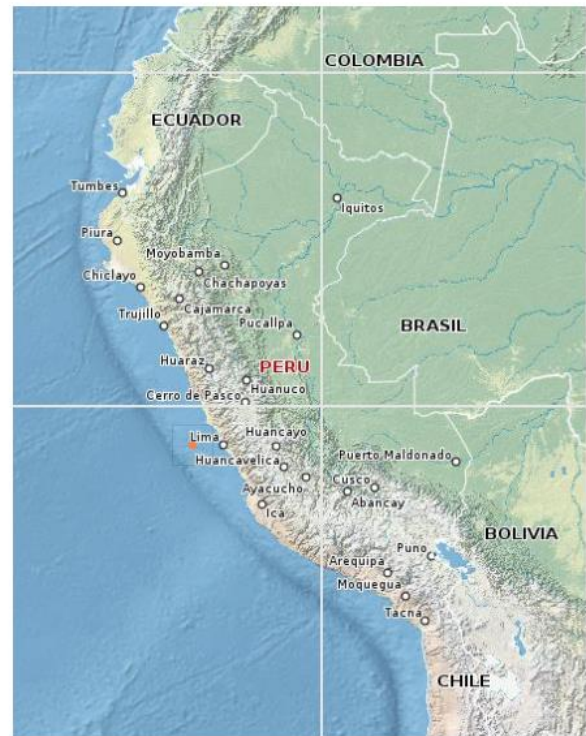 COLOMBIA
ECUADOR
Tumbes
Iquitos
Piura
Moyobamba
Chiclayo
Chachapoyas
Cajamarca
Trujillo
Pucallpa
BRASIL
Huaraz
PERU
Huanuco
Cerro de Pasco
Lima
Huancayo
Huancavelica
Puerto Maldonado
Cusco
Ayacucho
Abancay
Ica
BOLIVIA
Puno
Arequipa
Moquegua
Tacna
CHILE